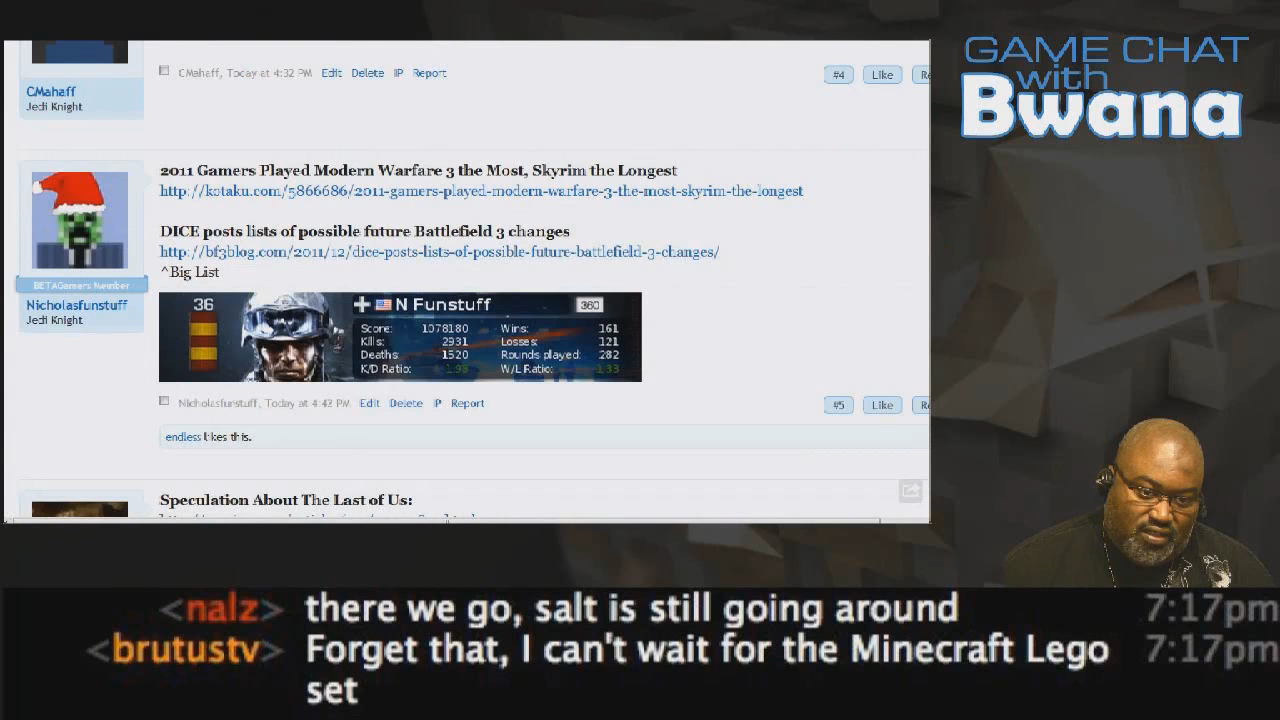 GAME CHAT
with
Bwana
CMahaff, Today at 4:32 PM Edit Delete IP Report
#4 Like
CMahaff
Jedi Knight
2011 Gamers Played Modern Warfare 3 the Most, Skyrim the Longest
http://kotaku.com/5866686/2011-gamers-played-modern-warfare-3-the-most-skyrim-the-longest
DICE posts lists of possible future Battlefield 3 changes
http://bf3blog.com/2011/12/dice-posts-lists-of-possible-future-battlefield-3-changes/
^Big List
BETAGamers Member
Nicholasfunstuff
Jedi Knight
36 N Funstuff 360
Score: 1078180 Wins: 161
Kills: 2931 Losses: 121
Deaths: 1520 Rounds played: 282
K/D Ratio: 1.93 W/L Ratio: 1.33
Nicholasfunstuff, Today at 4:42 PM Edit Delete IP Report
#5 Like
endless likes this.
Speculation About The Last of Us:
<nalz> there we go, salt is still going around 7:17pm
<brutustv> Forget that, I can't wait for the Minecraft Lego 7:17pm
set